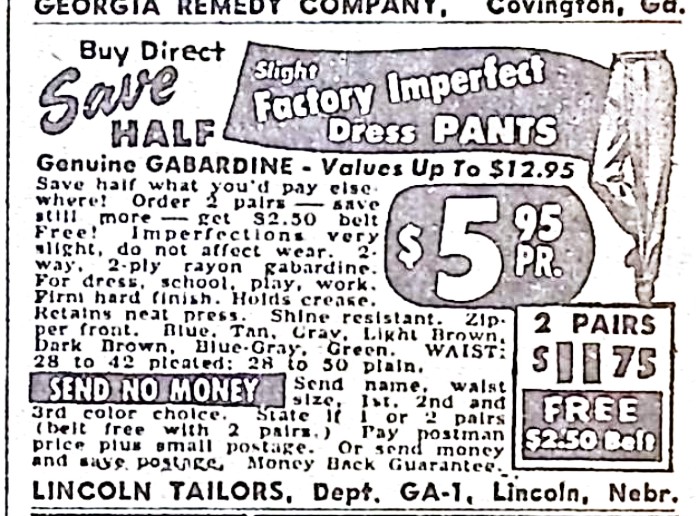 GEORGIA REMEDY COMPANY, Covington, Ga.
Buy Direct
Save
HALF
Slight
Factory Imperfect
Dress PANTS
Genuine GABARDINE - Values Up To $12.95
Save half what you'd pay else-
where! Order 2 pairs — save
still more — get $2.50 belt
Free! Imperfections very
slight, do not affect wear. 2-
way, 2-ply rayon gabardine.
For dress, school, play, work.
Firm hard finish. Holds crease.
Retains neat press. Shine resistant. Zip-
per front. Blue, Tan, Gray, Light Brown,
Dark Brown, Blue-Gray, Green. WAIST:
28 to 42 pleated; 28 to 50 plain.
$5.95 PR.
2 PAIRS
$11 75
FREE
$2.50 Belt
SEND NO MONEY Send name, waist
size, 1st, 2nd and
3rd color choice. State if 1 or 2 pairs
(belt free with 2 pairs.) Pay postman
price plus small postage. Or send money
and save postage. Money Back Guarantee.
LINCOLN TAILORS, Dept. GA-1, Lincoln, Nebr.